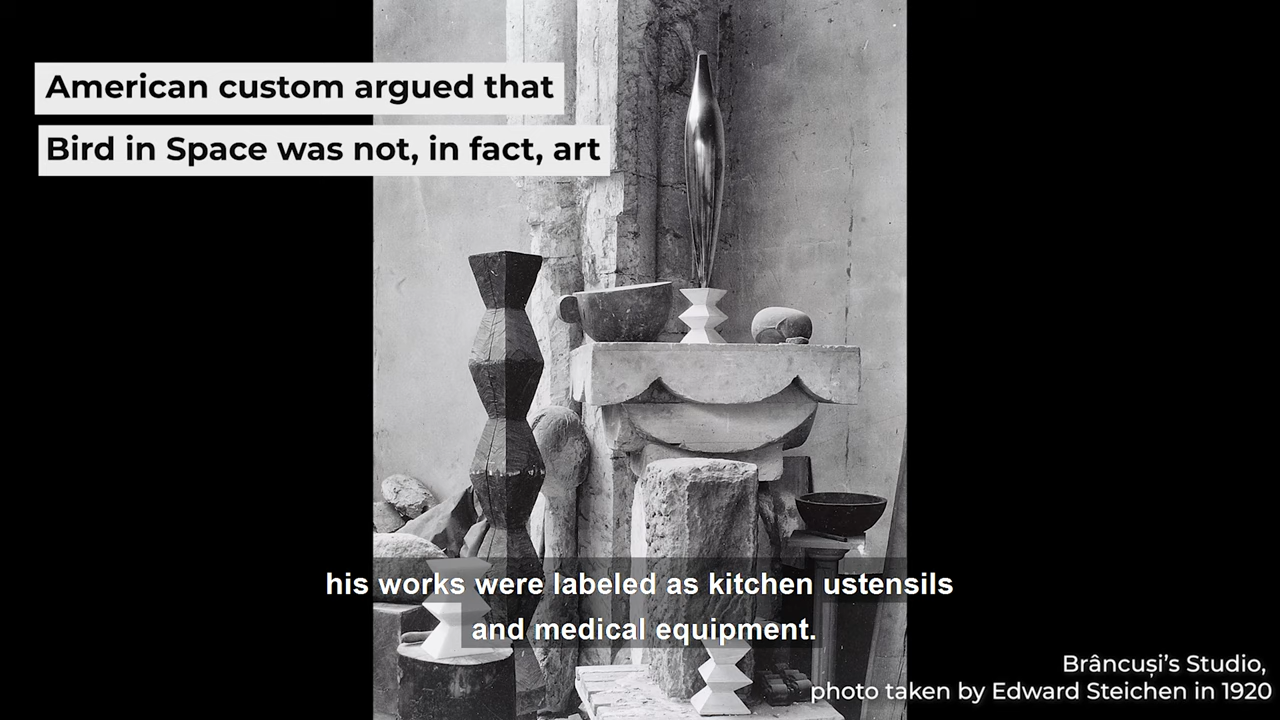 American custom argued that
Bird in Space was not, in fact, art
his works were labeled as kitchen ustensils
and medical equipment.
Brâncuși’s Studio,
photo taken by Edward Steichen in 1920